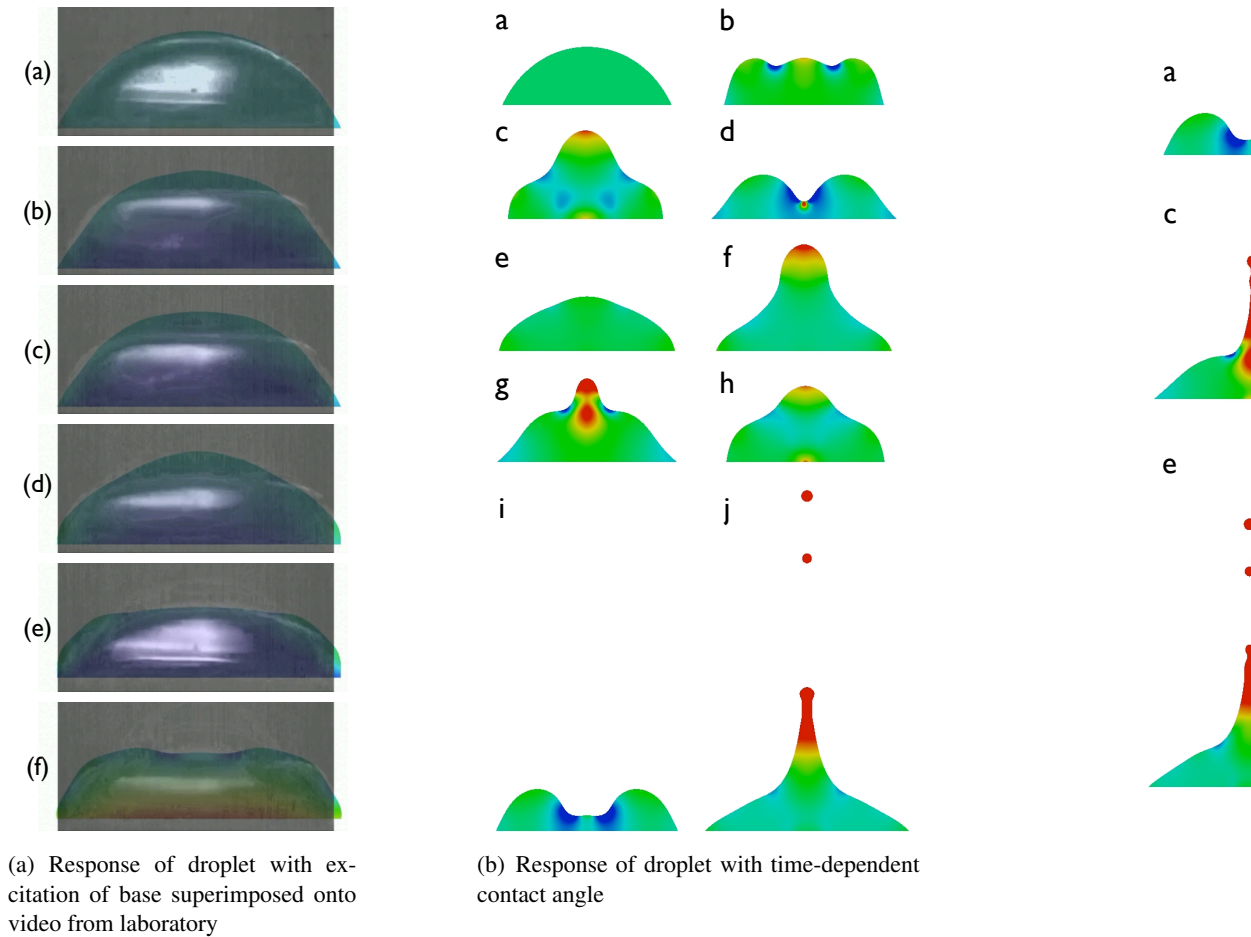 (a)
(b)
(c)
(d)
(e)
(f)
(a) Response of droplet with ex-
citation of base superimposed onto
video from laboratory
a b
c d
e f
g h
i j
(b) Response of droplet with time-dependent
contact angle
a
c
e